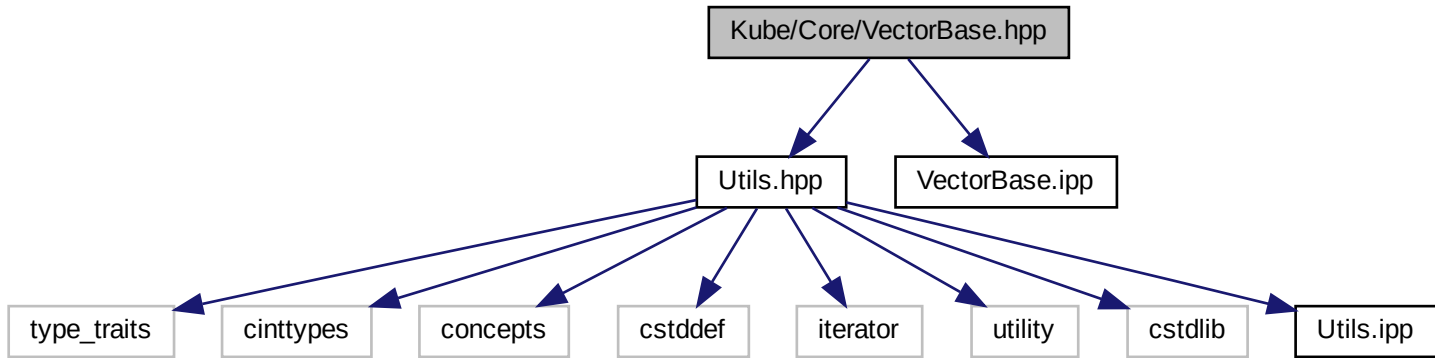 Kube/Core/VectorBase.hpp
Utils.hpp
VectorBase.ipp
type_traits
cinttypes
concepts
cstddef
iterator
utility
cstdlib
Utils.ipp